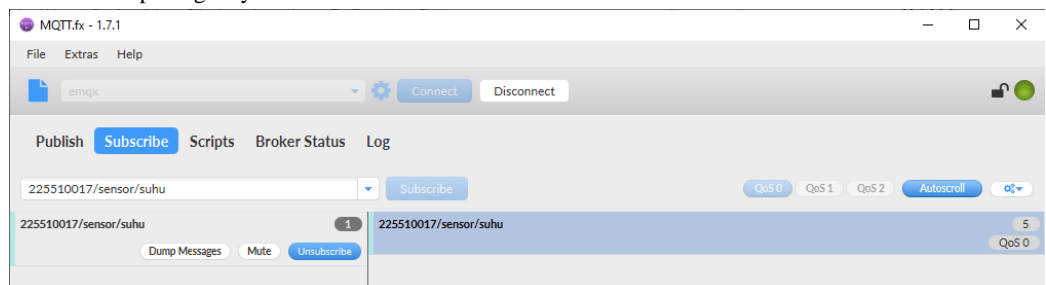 MQTT.fx - 1.7.1
File Extras Help
emqx Connect Disconnect
Publish Subscribe Scripts Broker Status Log
225510017/sensor/suhu Subscribe QoS 0 QoS 1 QoS 2 Autoscroll
225510017/sensor/suhu 1 225510017/sensor/suhu 5
Dump Messages Mute Unsubscribe QoS 0